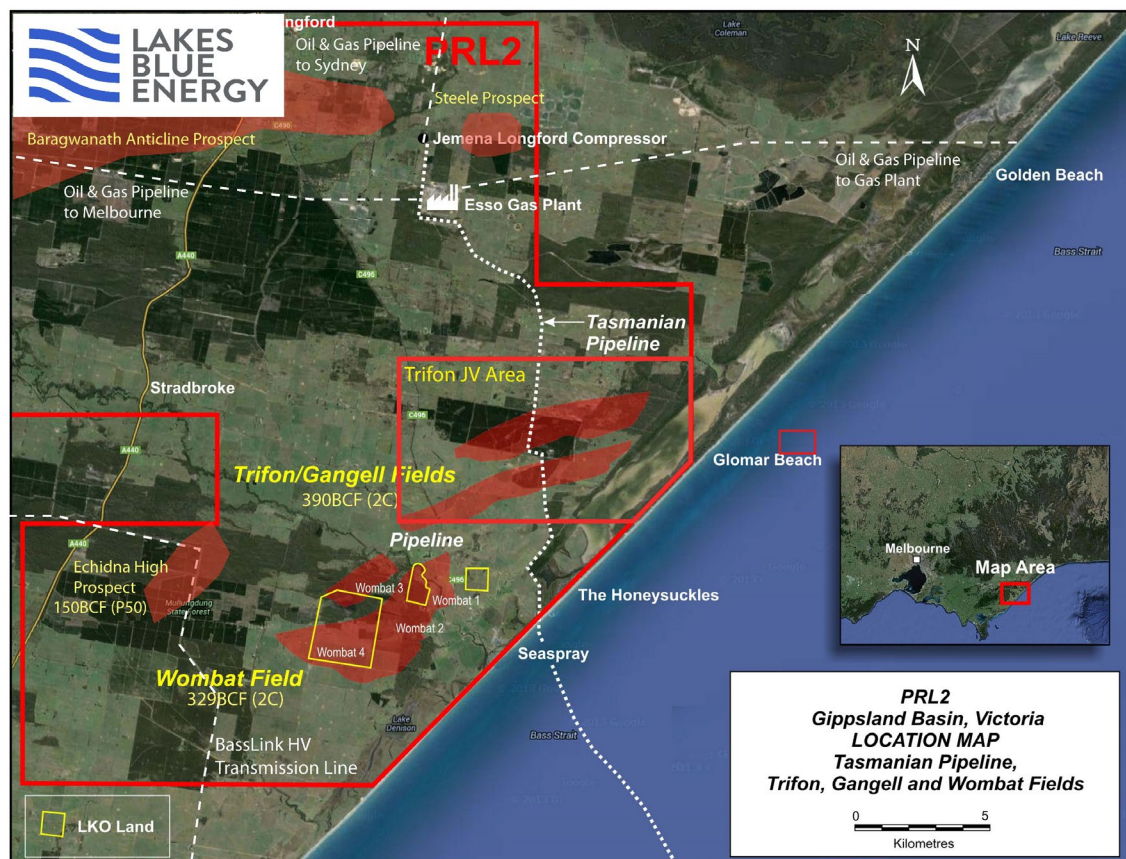 LAKES
BLUE
ENERGY
ngford
Oil & Gas Pipeline
to Sydney
PRL2
Lake
Coleman
Lake Reeve
N
Steele Prospect
C496
Baragwanath Anticline Prospect
Jemena Longford Compressor
Oil & Gas Pipeline
to Melbourne
Esso Gas Plant
Oil & Gas Pipeline
to Gas Plant
Golden Beach
Bass Strait
A440
C496
Tasmanian
Pipeline
Stradbroke
Trifon JV Area
C496
A440
Trifon/Gangell Fields
390BCF (2C)
Glomar Beach
Pipeline
A440
Echidna High
Prospect
150BCF (P50)
Mullungdung
State Forest
Wombat 3
C496
Wombat 1
Wombat 2
Wombat 4
The Honeysuckles
Seaspray
Wombat Field
329BCF (2C)
Lake
Denison
Bass Strait
BassLink HV
Transmission Line
LKO Land
Melbourne
Map Area
PRL2
Gippsland Basin, Victoria
LOCATION MAP
Tasmanian Pipeline,
Trifon, Gangell and Wombat Fields
0 5
Kilometres